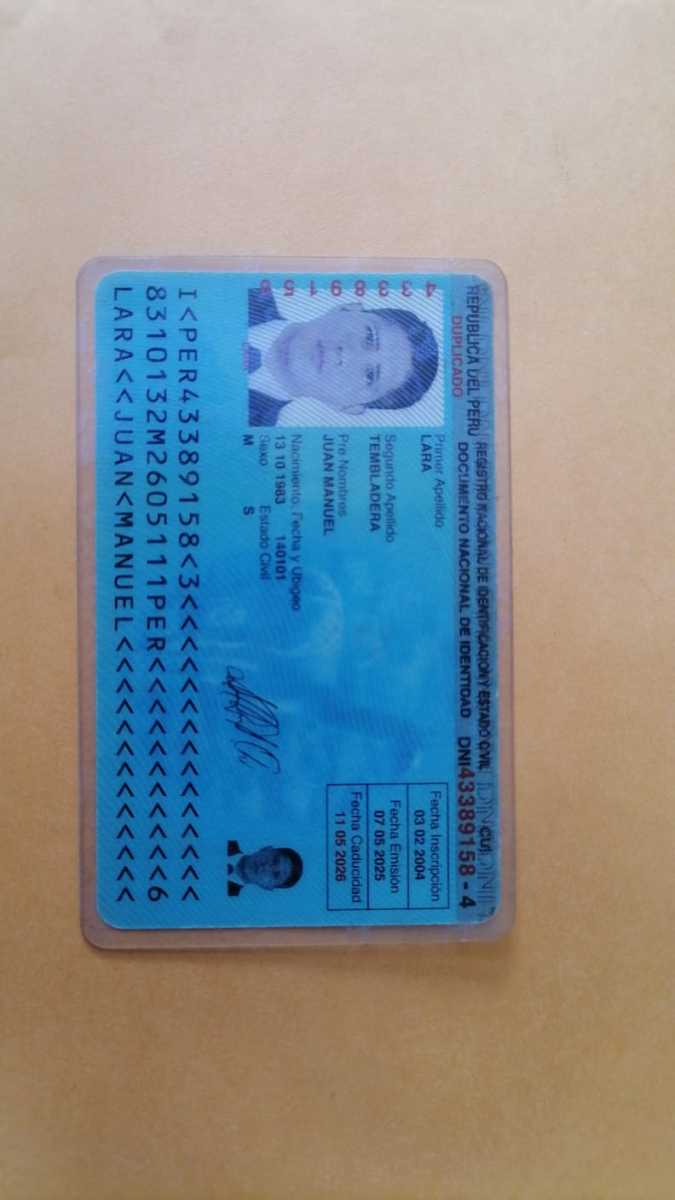 REPUBLICA DEL PERU REGISTRO NACIONAL DE IDENTIFICACION Y ESTADO CIVIL
DUPLICADO DOCUMENTO NACIONAL DE IDENTIDAD
CUI
DNI 43389158 - 4
43389158
Primer Apellido
LARA
Segundo Apellido
TEMBLADERA
Pre Nombres
JUAN MANUEL
Nacimiento: Fecha y Ubigeo
13 10 1983 140101
Sexo Estado Civil
M S
Fecha Inscripción
03 02 2004
Fecha Emisión
07 05 2025
Fecha Caducidad
11 05 2026
I<PER43389158<3<<<<<<<<<<<<<<<
8310132M2605111PER<<<<<<<<<<<6
LARA<<JUAN<MANUEL<<<<<<<<<<<<<